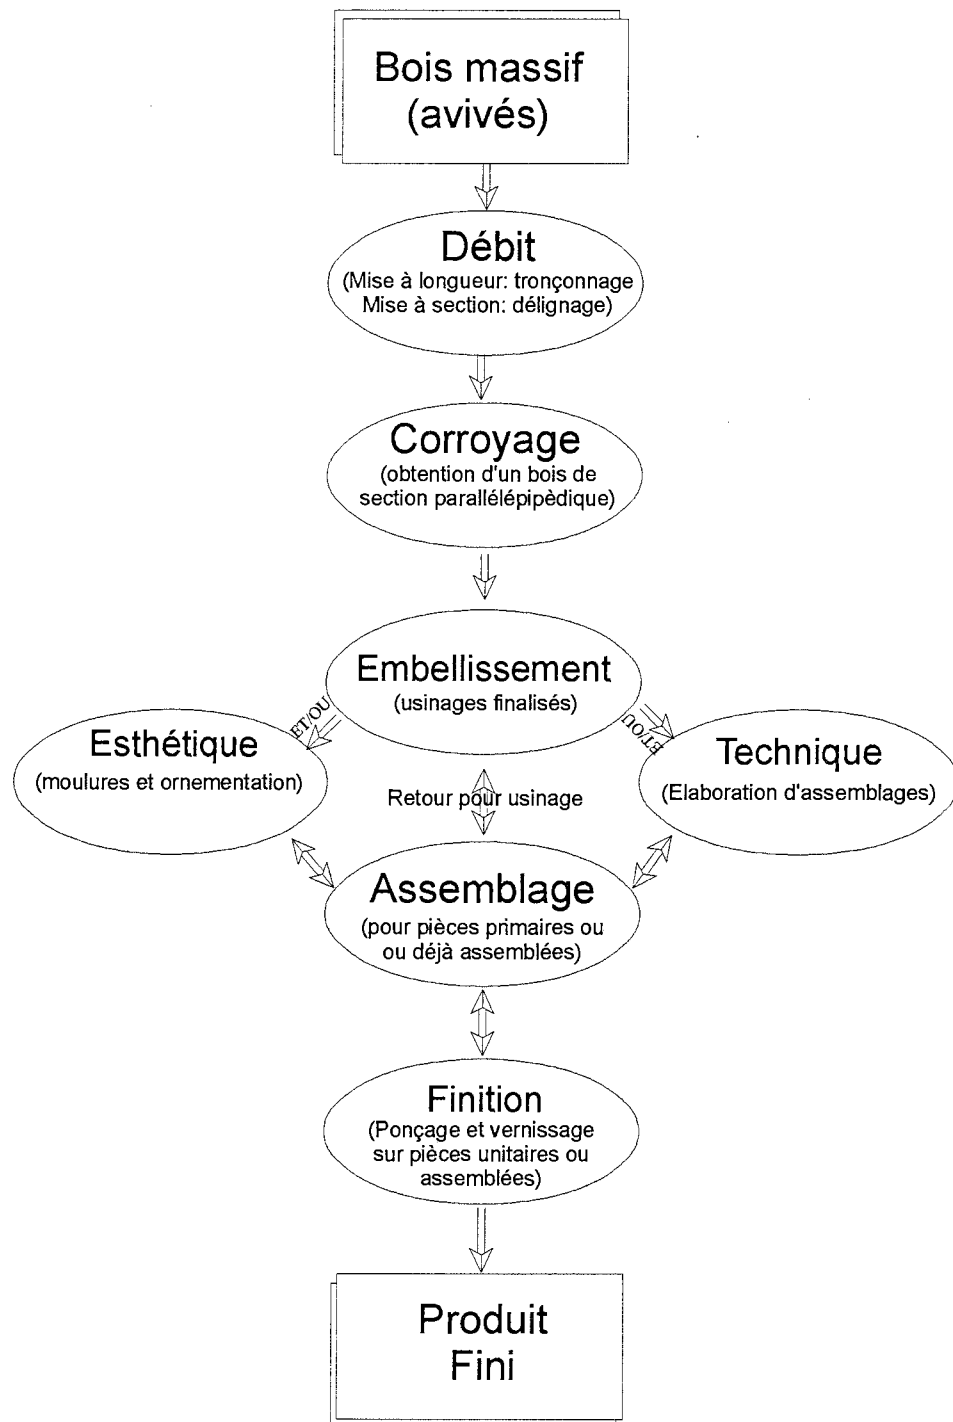 Bois massif
(avivés)
Débit
(Mise à longueur: tronçonnage
Mise à section: délignage)
Corroyage
(obtention d'un bois de
section parallélépipèdique)
Embellissement
(usinages finalisés)
ET/OU
ET/OU
Esthétique
(moulures et ornementation)
Technique
(Elaboration d'assemblages)
Retour pour usinage
Assemblage
(pour pièces primaires ou
ou déjà assemblées)
Finition
(Ponçage et vernissage
sur pièces unitaires ou
assemblées)
Produit
Fini